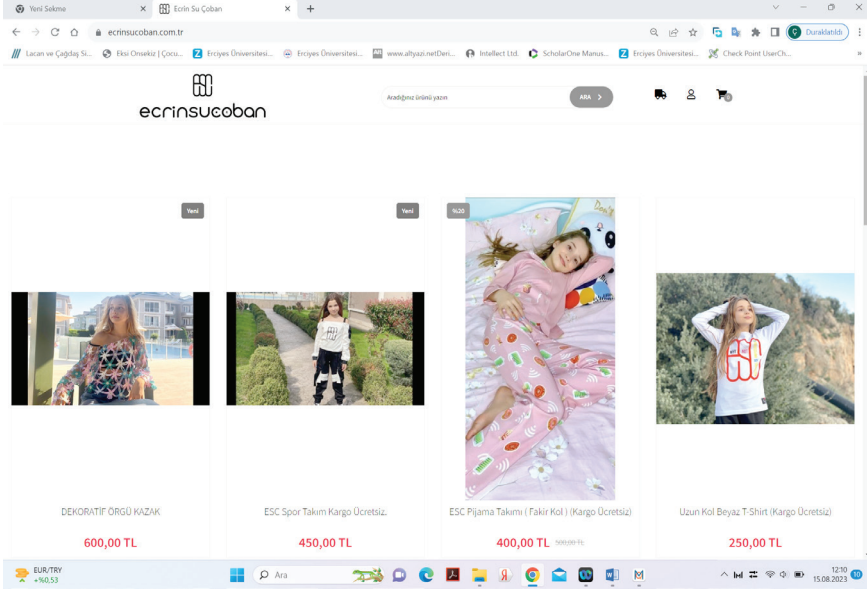 Yeni Sekme
Ecrin Su Çoban
ecrinsucoban.com.tr
Duraklatıldı
Lacan ve Çağdaş Si...
Eksi Onsekiz | Çocu...
Erciyes Üniversitesi...
Erciyes Üniversitesi...
www.altyazi.netDeri...
Intellect Ltd.
ScholarOne Manus...
Erciyes Üniversitesi...
Check Point UserCh...
ecrinsucoban
Aradığınız ürünü yazın
ARA
0
Yeni
Yeni
%20
DEKORATİF ÖRGÜ KAZAK
ESC Spor Takım Kargo Ücretsiz.
ESC Pijama Takımı ( Fakir Kol ) (Kargo Ücretsiz)
Uzun Kol Beyaz T-Shirt (Kargo Ücretsiz)
600,00 TL
450,00 TL
400,00 TL 500,00 TL
250,00 TL
EUR/TRY
+%0,53
Ara
12:10
15.08.2023
10